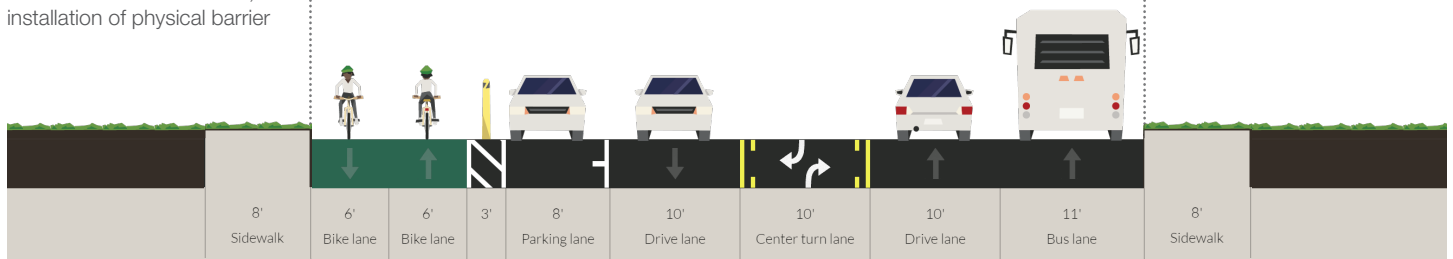 installation of physical barrier
8' 6' 6' 3' 8' 10' 10' 10' 11' 8'
Sidewalk Bike lane Bike lane Parking lane Drive lane Center turn lane Drive lane Bus lane Sidewalk